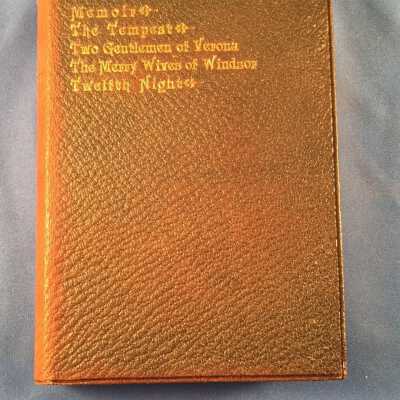 Memoir
The Tempest
Two Gentlemen of Verona
The Merry Wives of Windsor
Twelfth Night